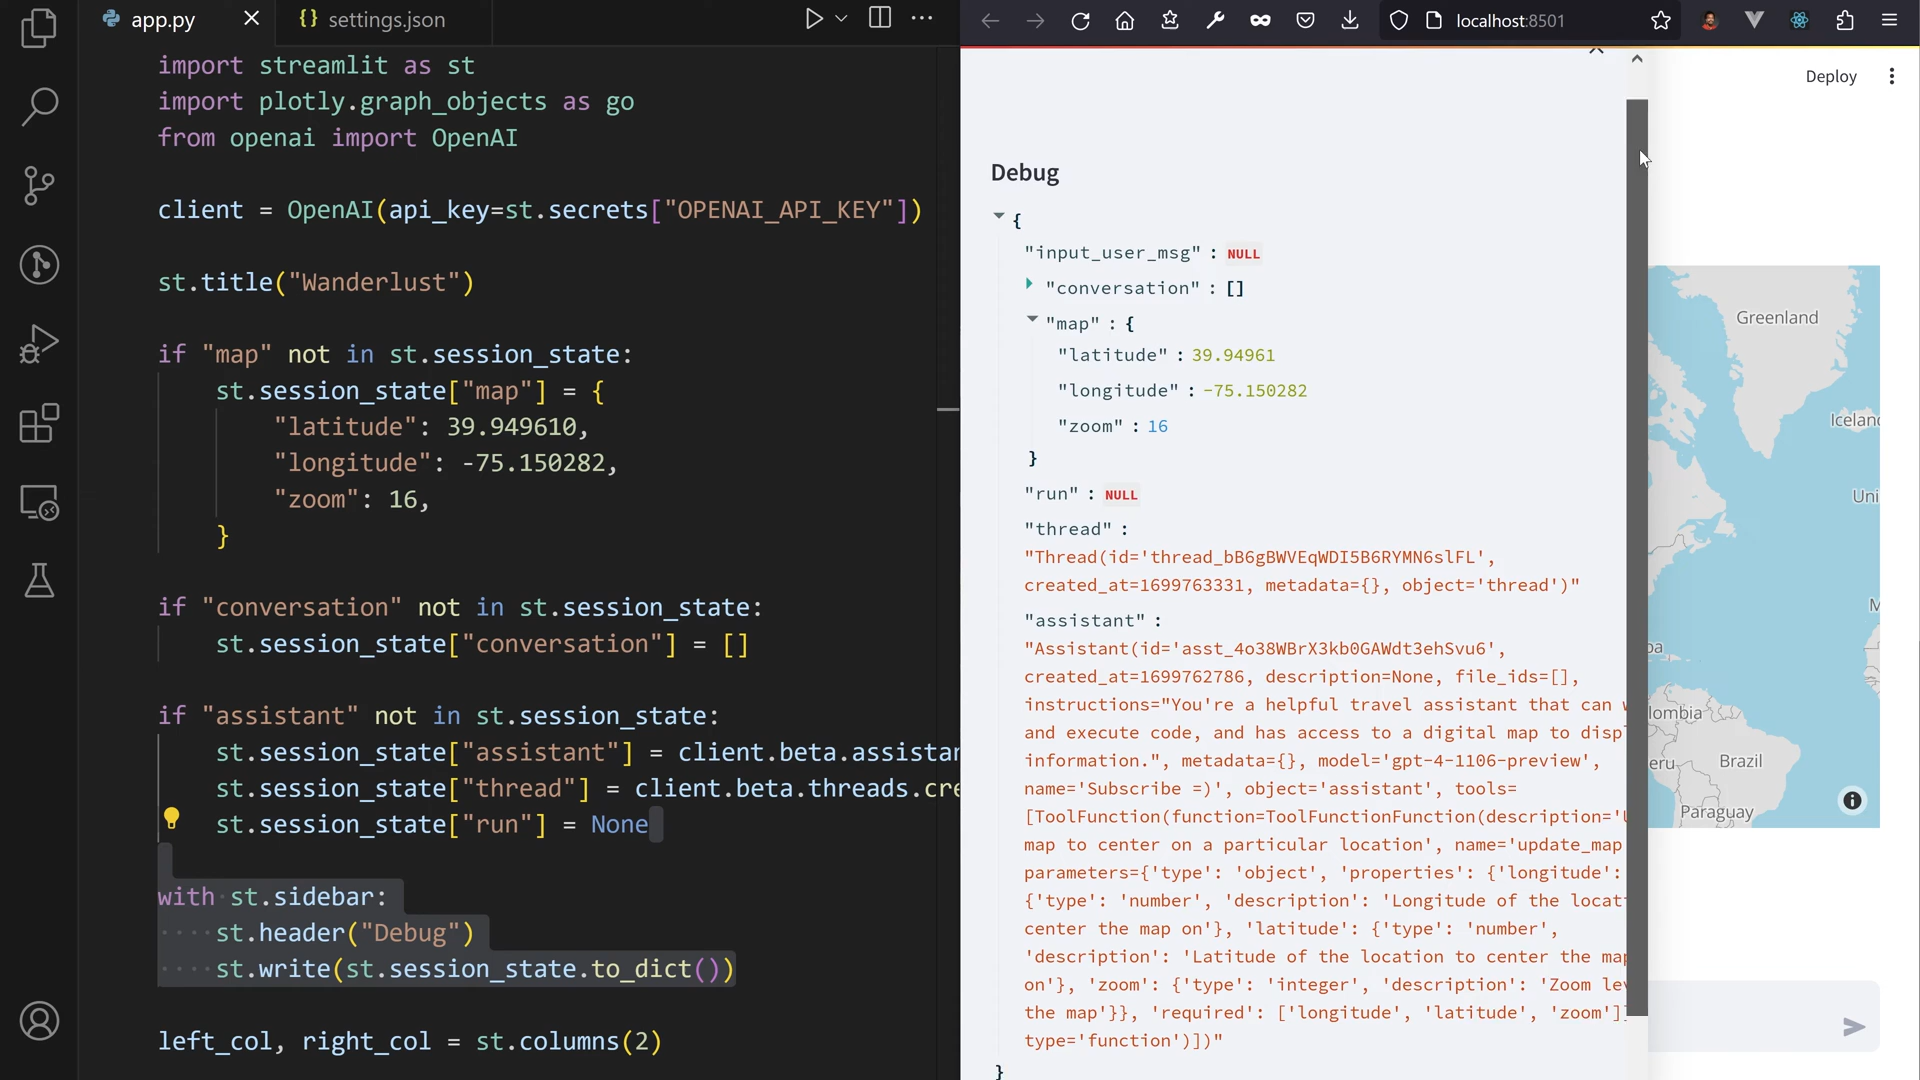 app.py
settings.json
import streamlit as st
import plotly.graph_objects as go
from openai import OpenAI
client = OpenAI(api_key=st.secrets["OPENAI_API_KEY"])
st.title("Wanderlust")
if "map" not in st.session_state:
st.session_state["map"] = {
"latitude": 39.949610,
"longitude": -75.150282,
"zoom": 16,
}
if "conversation" not in st.session_state:
st.session_state["conversation"] = []
if "assistant" not in st.session_state:
st.session_state["assistant"] = client.beta.assistan
st.session_state["thread"] = client.beta.threads.cre
st.session_state["run"] = None
with st.sidebar:
st.header("Debug")
st.write(st.session_state.to_dict())
left_col, right_col = st.columns(2)
localhost:8501
Deploy
Debug
{
"input_user_msg" : NULL
"conversation" : []
"map" : {
"latitude" : 39.94961
"longitude" : -75.150282
"zoom" : 16
}
"run" : NULL
"thread" :
"Thread(id='thread_bB6gBWVEqWDI5B6RYMN6slFL',
created_at=1699763331, metadata={}, object='thread')"
"assistant" :
"Assistant(id='asst_4o38WBrX3kb0GAWdt3ehSvu6',
created_at=1699762786, description=None, file_ids=[],
instructions="You're a helpful travel assistant that can
and execute code, and has access to a digital map to disp
information.", metadata={}, model='gpt-4-1106-preview',
name='Subscribe =)', object='assistant', tools=
[ToolFunction(function=ToolFunctionFunction(description='U
map to center on a particular location', name='update_map
parameters={'type': 'object', 'properties': {'longitude':
{'type': 'number', 'description': 'Longitude of the locat
center the map on'}, 'latitude': {'type': 'number',
'description': 'Latitude of the location to center the map
on'}, 'zoom': {'type': 'integer', 'description': 'Zoom le
the map'}}, 'required': ['longitude', 'latitude', 'zoom']
type='function')])"
}
Greenland
Iceland
Uni
M
ba
lombia
eru
Brazil
Paraguay